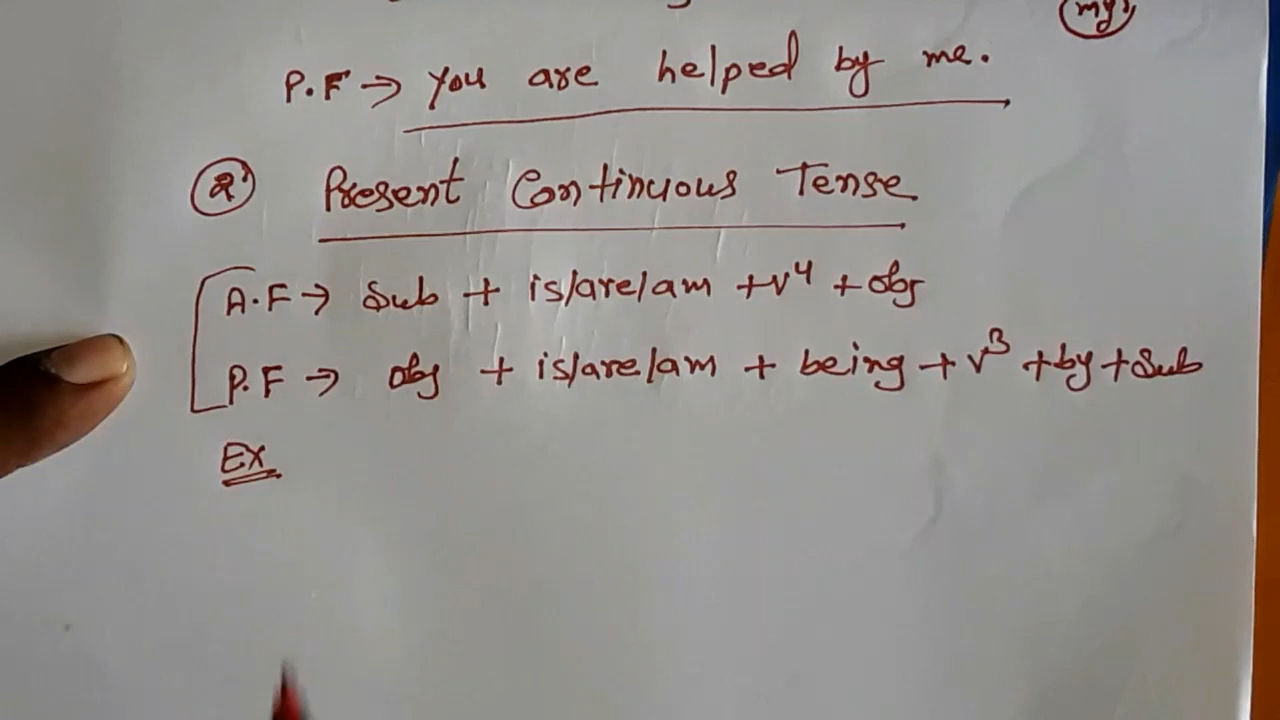 my
P.F → You are helped by me.
2 Present Continuous Tense
A.F → Sub + is/are/am + v⁴ + obj
P.F → obj + is/are/am + being + v³ + by + Sub
EX